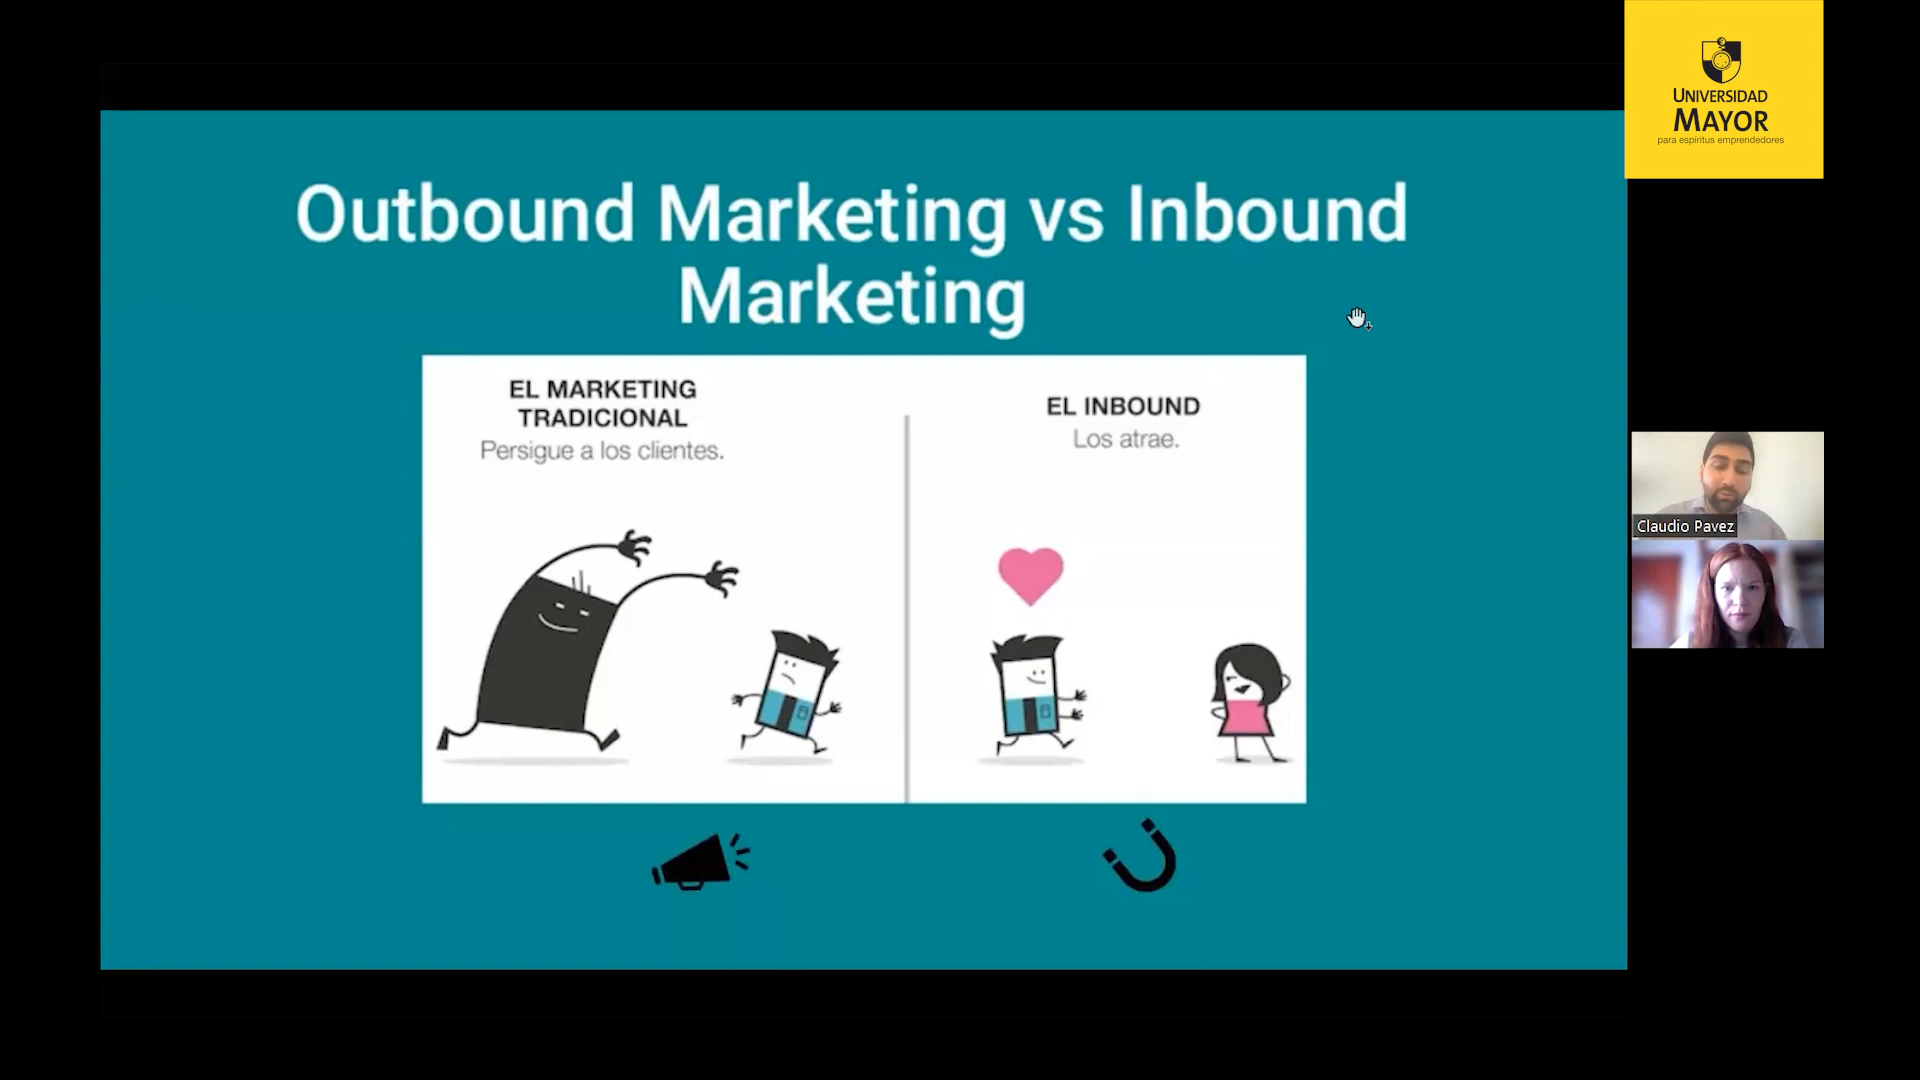 Outbound Marketing vs Inbound
Marketing
EL MARKETING
TRADICIONAL
Persigue a los clientes.
EL INBOUND
Los atrae.
UNIVERSIDAD
MAYOR
para espíritus emprendedores
Claudio Pavez